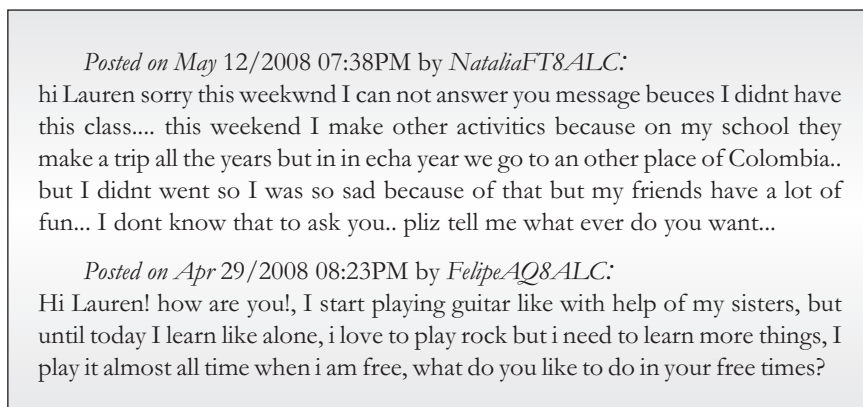 Posted on May 12/2008 07:38PM by NataliaFT8ALC:
hi Lauren sorry this weekwnd I can not answer you message beuces I didnt have
this class.... this weekend I make other activitics because on my school they
make a trip all the years but in in echa year we go to an other place of Colombia..
but I didnt went so I was so sad because of that but my friends have a lot of
fun... I dont know that to ask you.. pliz tell me what ever do you want...
Posted on Apr 29/2008 08:23PM by FelipeAQ8ALC:
Hi Lauren! how are you!, I start playing guitar like with help of my sisters, but
until today I learn like alone, i love to play rock but i need to learn more things, I
play it almost all time when i am free, what do you like to do in your free times?